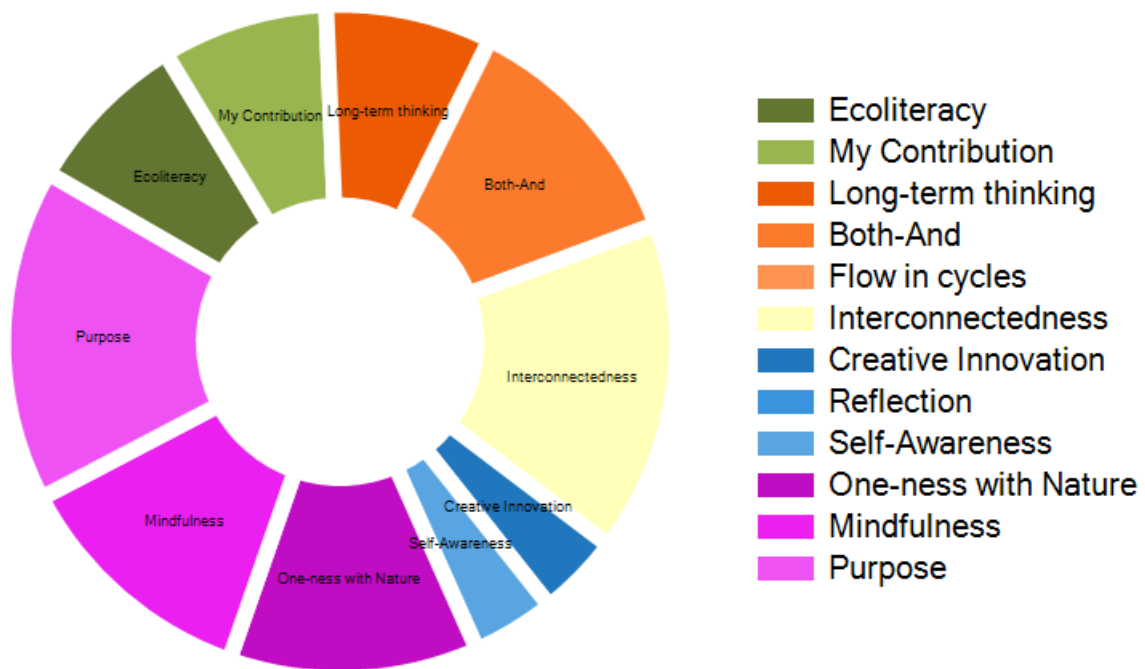 My Contribution
Long-term thinking
Ecoliteracy
Both-And
Purpose
Interconnectedness
Mindfulness
Creative Innovation
Self-Awareness
One-ness with Nature
Ecoliteracy
My Contribution
Long-term thinking
Both-And
Flow in cycles
Interconnectedness
Creative Innovation
Reflection
Self-Awareness
One-ness with Nature
Mindfulness
Purpose